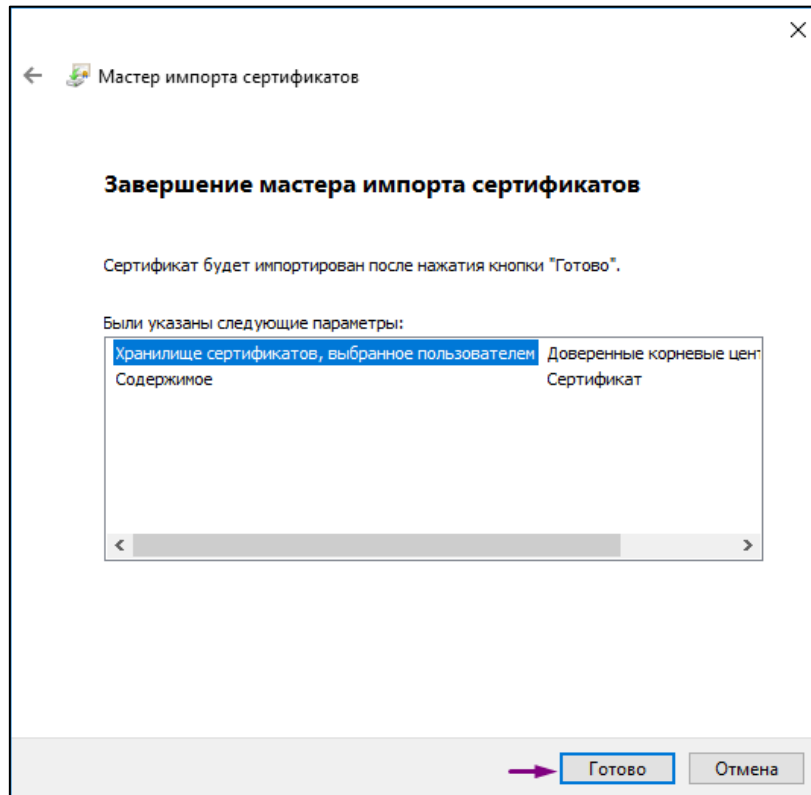 Мастер импорта сертификатов
Завершение мастера импорта сертификатов
Сертификат будет импортирован после нажатия кнопки "Готово".
Были указаны следующие параметры:
Хранилище сертификатов, выбранное пользователем Доверенные корневые цент
Содержимое Сертификат
Готово Отмена